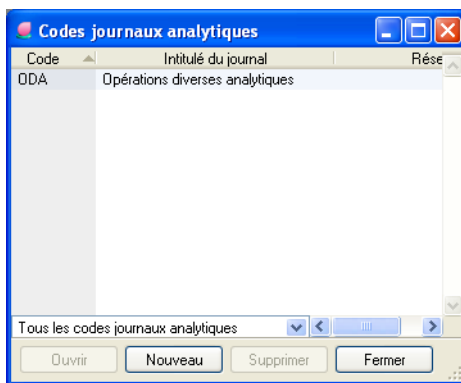 Codes journaux analytiques
Code Intitulé du journal Rése
ODA Opérations diverses analytiques
Tous les codes journaux analytiques
Ouvrir Nouveau Supprimer Fermer